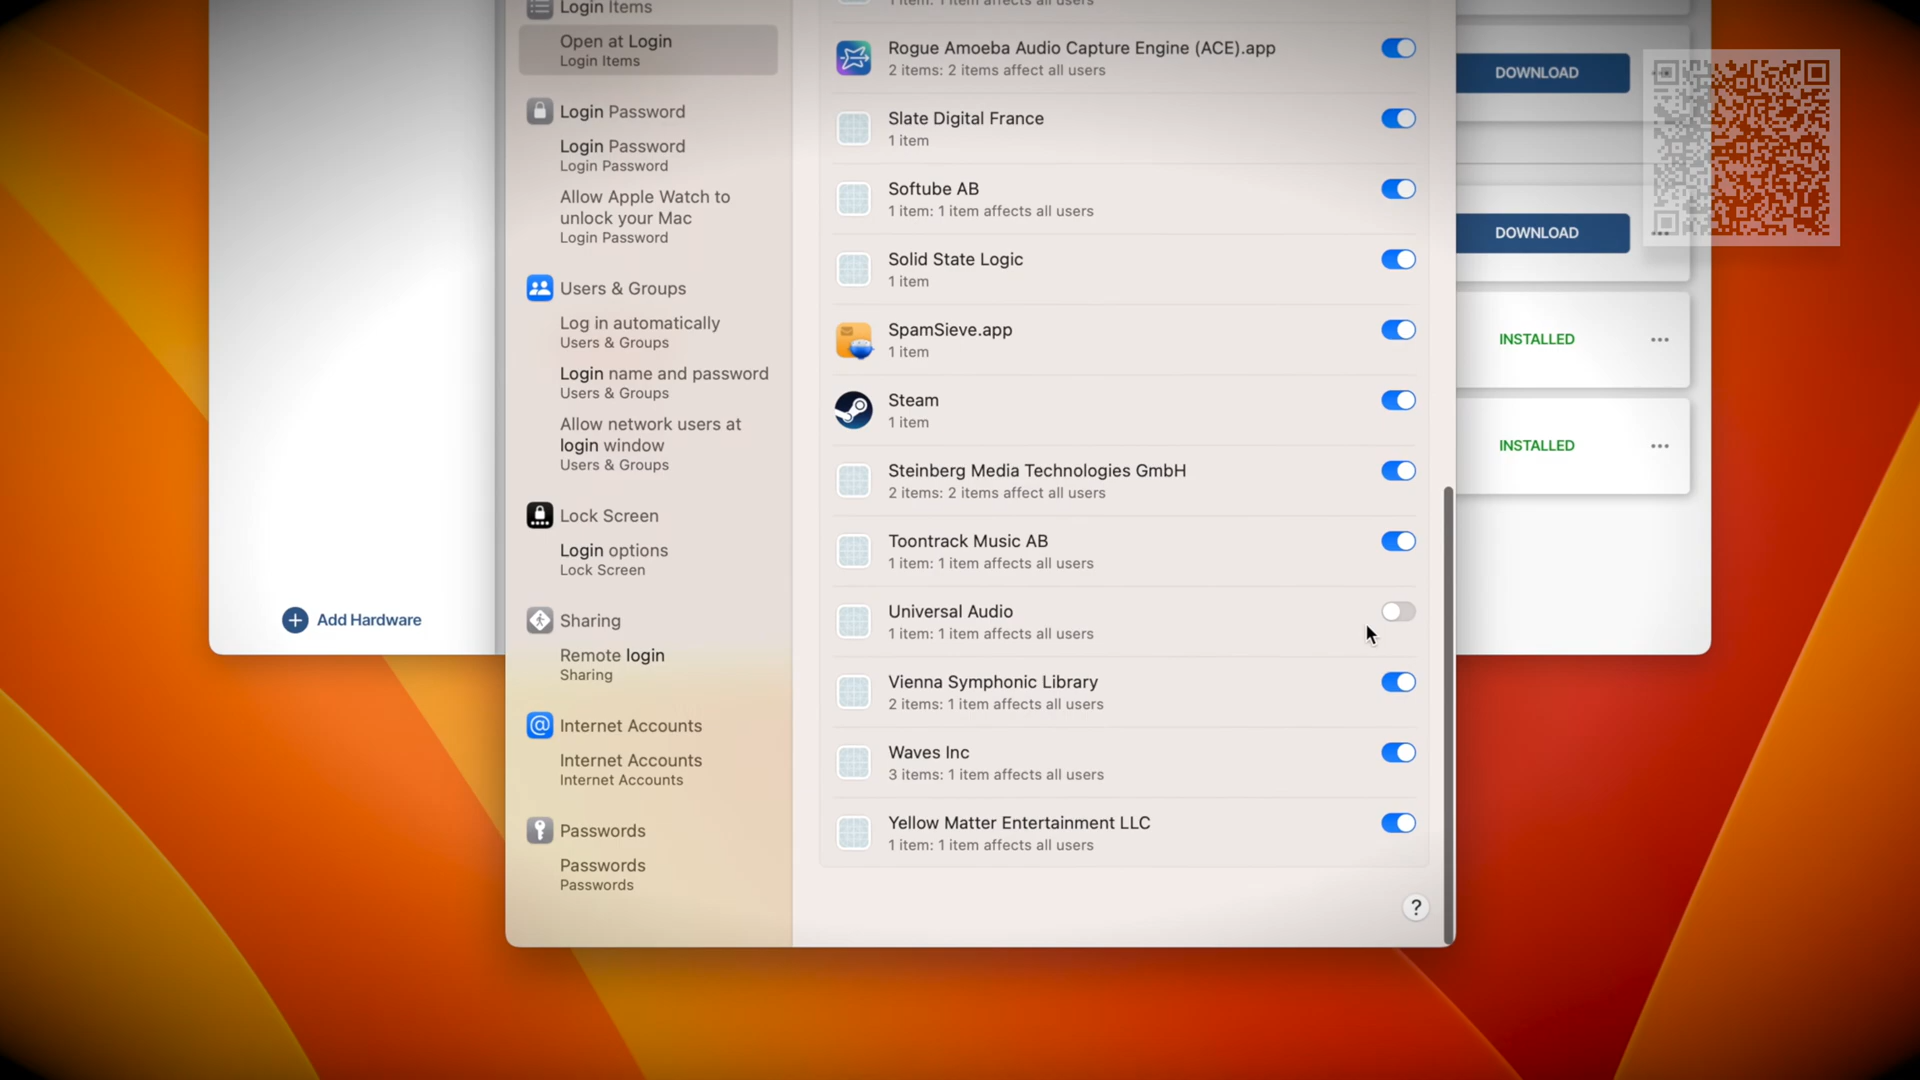 Login Items
Open at Login
Login Items
Login Password
Login Password
Login Password
Allow Apple Watch to
unlock your Mac
Login Password
Users & Groups
Log in automatically
Users & Groups
Login name and password
Users & Groups
Allow network users at
login window
Users & Groups
Lock Screen
Login options
Lock Screen
Sharing
Remote login
Sharing
Internet Accounts
Internet Accounts
Internet Accounts
Passwords
Passwords
Passwords
Add Hardware
1 item: 1 item affects all users
Rogue Amoeba Audio Capture Engine (ACE).app
2 items: 2 items affect all users
Slate Digital France
1 item
Softube AB
1 item: 1 item affects all users
Solid State Logic
1 item
SpamSieve.app
1 item
Steam
1 item
Steinberg Media Technologies GmbH
2 items: 2 items affect all users
Toontrack Music AB
1 item: 1 item affects all users
Universal Audio
1 item: 1 item affects all users
Vienna Symphonic Library
2 items: 1 item affects all users
Waves Inc
3 items: 1 item affects all users
Yellow Matter Entertainment LLC
1 item: 1 item affects all users
?
DOWNLOAD
DOWNLOAD
INSTALLED
INSTALLED